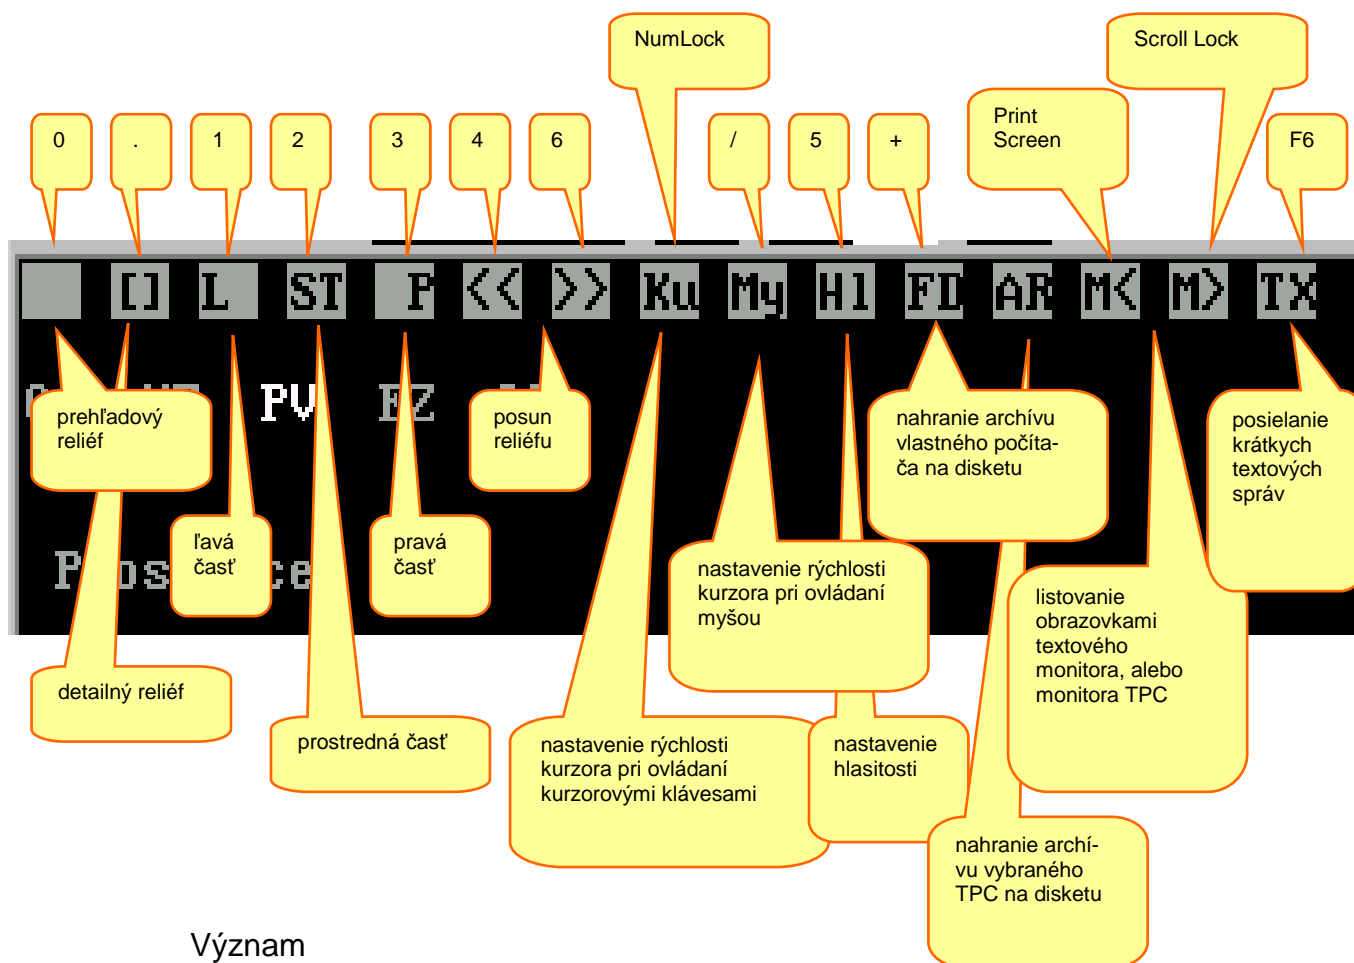 NumLock
Scroll Lock
Print
Screen
0
.
1
2
3
4
6
/
5
+
F6
[]
L
ST
P
<<
>>
Ku
My
Hl
FD
AR
M<
M>
TX
PV
EZ
prehľadový
reliéf
posun
reliéfu
nahranie archívu
vlastného počíta-
ča na disketu
posielanie
krátkych
textových
správ
ľavá
časť
pravá
časť
nastavenie rýchlosti
kurzora pri ovládaní
myšou
listovanie
obrazovkami
textového
monitora, alebo
monitora TPC
detailný reliéf
prostredná časť
nastavenie rýchlosti
kurzora pri ovládaní
kurzorovými klávesami
nastavenie
hlasitosti
nahranie archí-
vu vybraného
TPC na disketu
Význam